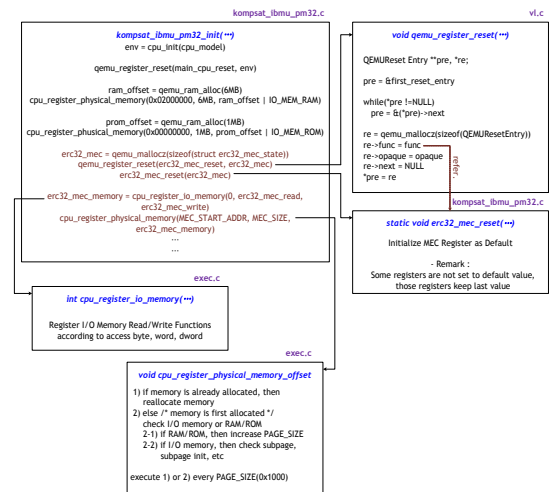 kompsat_ibmu_pm32.c
kompsat_ibmu_pm32_init(⋯)
env = cpu_init(cpu_model)
qemu_register_reset(main_cpu_reset, env)
ram_offset = qemu_ram_alloc(6MB)
cpu_register_physical_memory(0x02000000, 6MB, ram_offset | IO_MEM_RAM)
prom_offset = qemu_ram_alloc(1MB)
cpu_register_phusical_memory(0x00000000, 1MB, prom_offset | IO_MEM_ROM)
erc32_mec = qemu_mallocz(sizeof(struct erc32_mec_state))
qemu_register_reset(erc32_mec_reset, erc32_mec)
erc32_mec_reset(erc32_mec)
erc32_mec_memory = cpu_register_io_memory(0, erc32_mec_read,
erc32_mec_write)
cpu_register_physical_memory(MEC_START_ADDR, MEC_SIZE,
erc32_mec_memory)
...
...
vl.c
void qemu_register_reset(⋯)
QEMUReset Entry **pre, *re;
pre = &first_reset_entry
while(*pre !=NULL)
pre = &(*pre)->next
re = qemu_mallocz(sizeof(QEMUResetEntry))
re->func = func
re->opaque = opaque
re->next = NULL
*pre = re
refer.
kompsat_ibmu_pm32.c
static void erc32_mec_reset(⋯)
Initialize MEC Register as Default
- Remark :
Some registers are not set to default value,
those registers keep last value
exec.c
int cpu_register_io_memory(⋯)
Register I/O Memory Read/Write Functions
according to access byte, word, dword
exec.c
void cpu_register_physical_memory_offset
1) If memory is already allocated, then
reallocate memory
2) else /* memory is first allocated */
check I/O memory or RAM/ROM
2-1) if RAM/ROM, then increase PAGE_SIZE
2-2) if I/O memory, then check subpage,
subpage init, etc
execute 1) or 2) every PAGE_SIZE(0x1000)